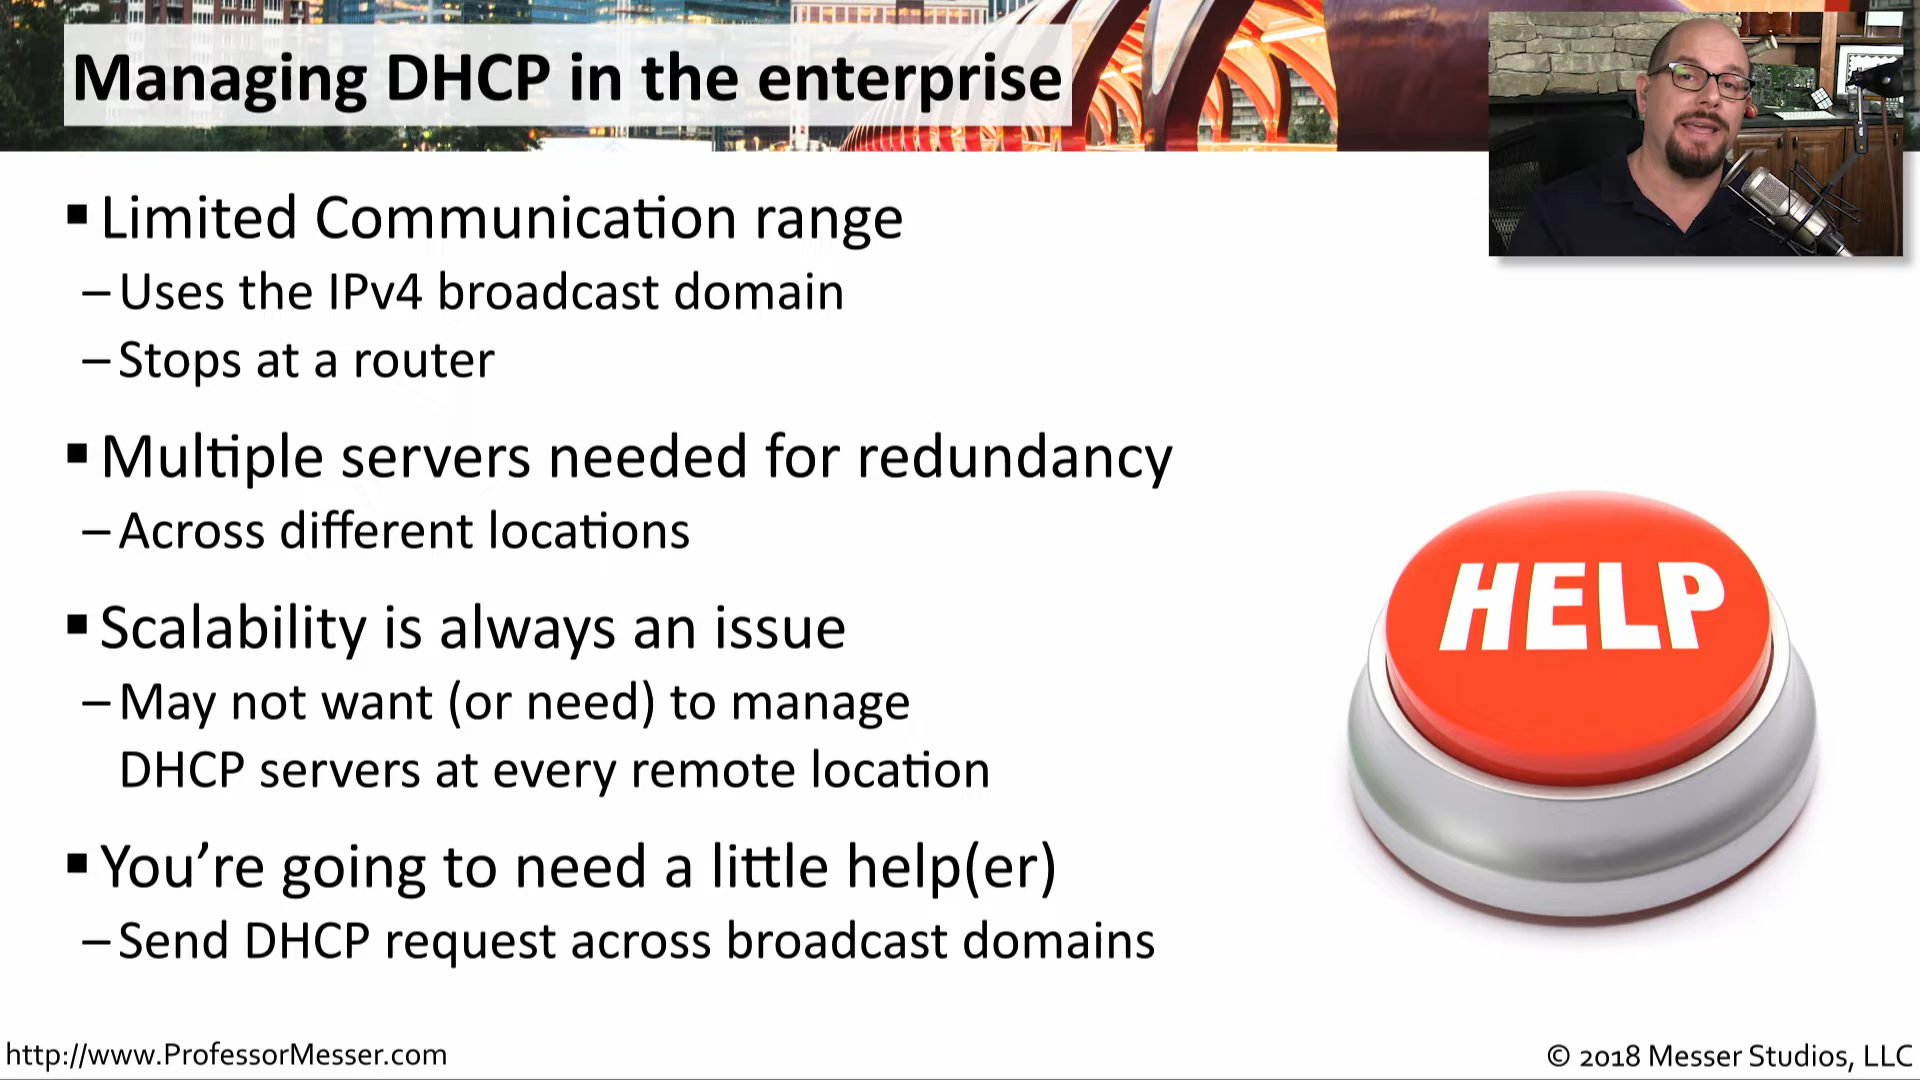 Managing DHCP in the enterprise
▪ Limited Communication range
– Uses the IPv4 broadcast domain
– Stops at a router
▪ Multiple servers needed for redundancy
– Across different locations
▪ Scalability is always an issue
– May not want (or need) to manage
DHCP servers at every remote location
▪ You’re going to need a little help(er)
– Send DHCP request across broadcast domains
HELP
http://www.ProfessorMesser.com
© 2018 Messer Studios, LLC